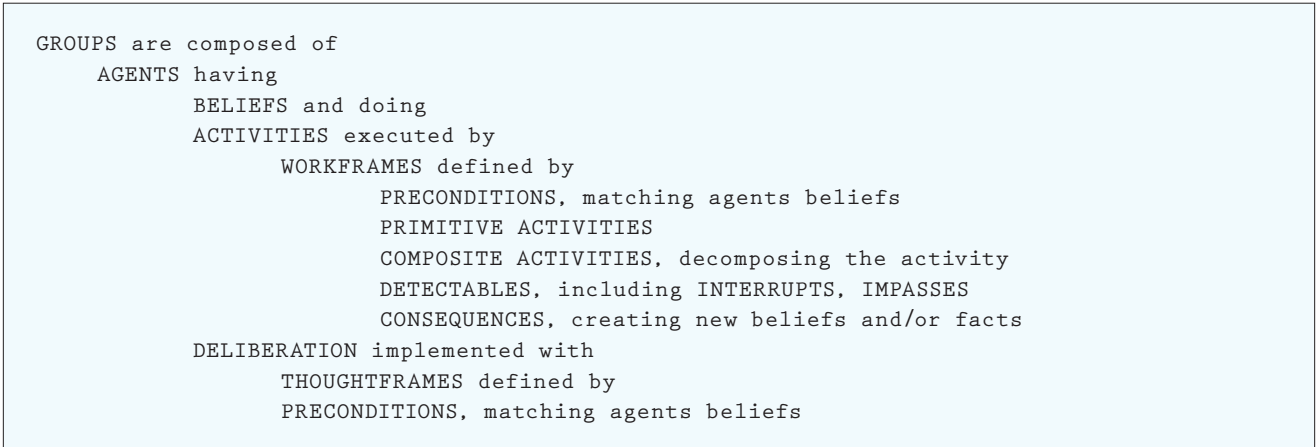 GROUPS are composed of
AGENTS having
BELIEFS and doing
ACTIVITIES executed by
WORKFRAMES defined by
PRECONDITIONS, matching agents beliefs
PRIMITIVE ACTIVITIES
COMPOSITE ACTIVITIES, decomposing the activity
DETECTABLES, including INTERRUPTS, IMPASSES
CONSEQUENCES, creating new beliefs and/or facts
DELIBERATION implemented with
THOUGHTFRAMES defined by
PRECONDITIONS, matching agents beliefs